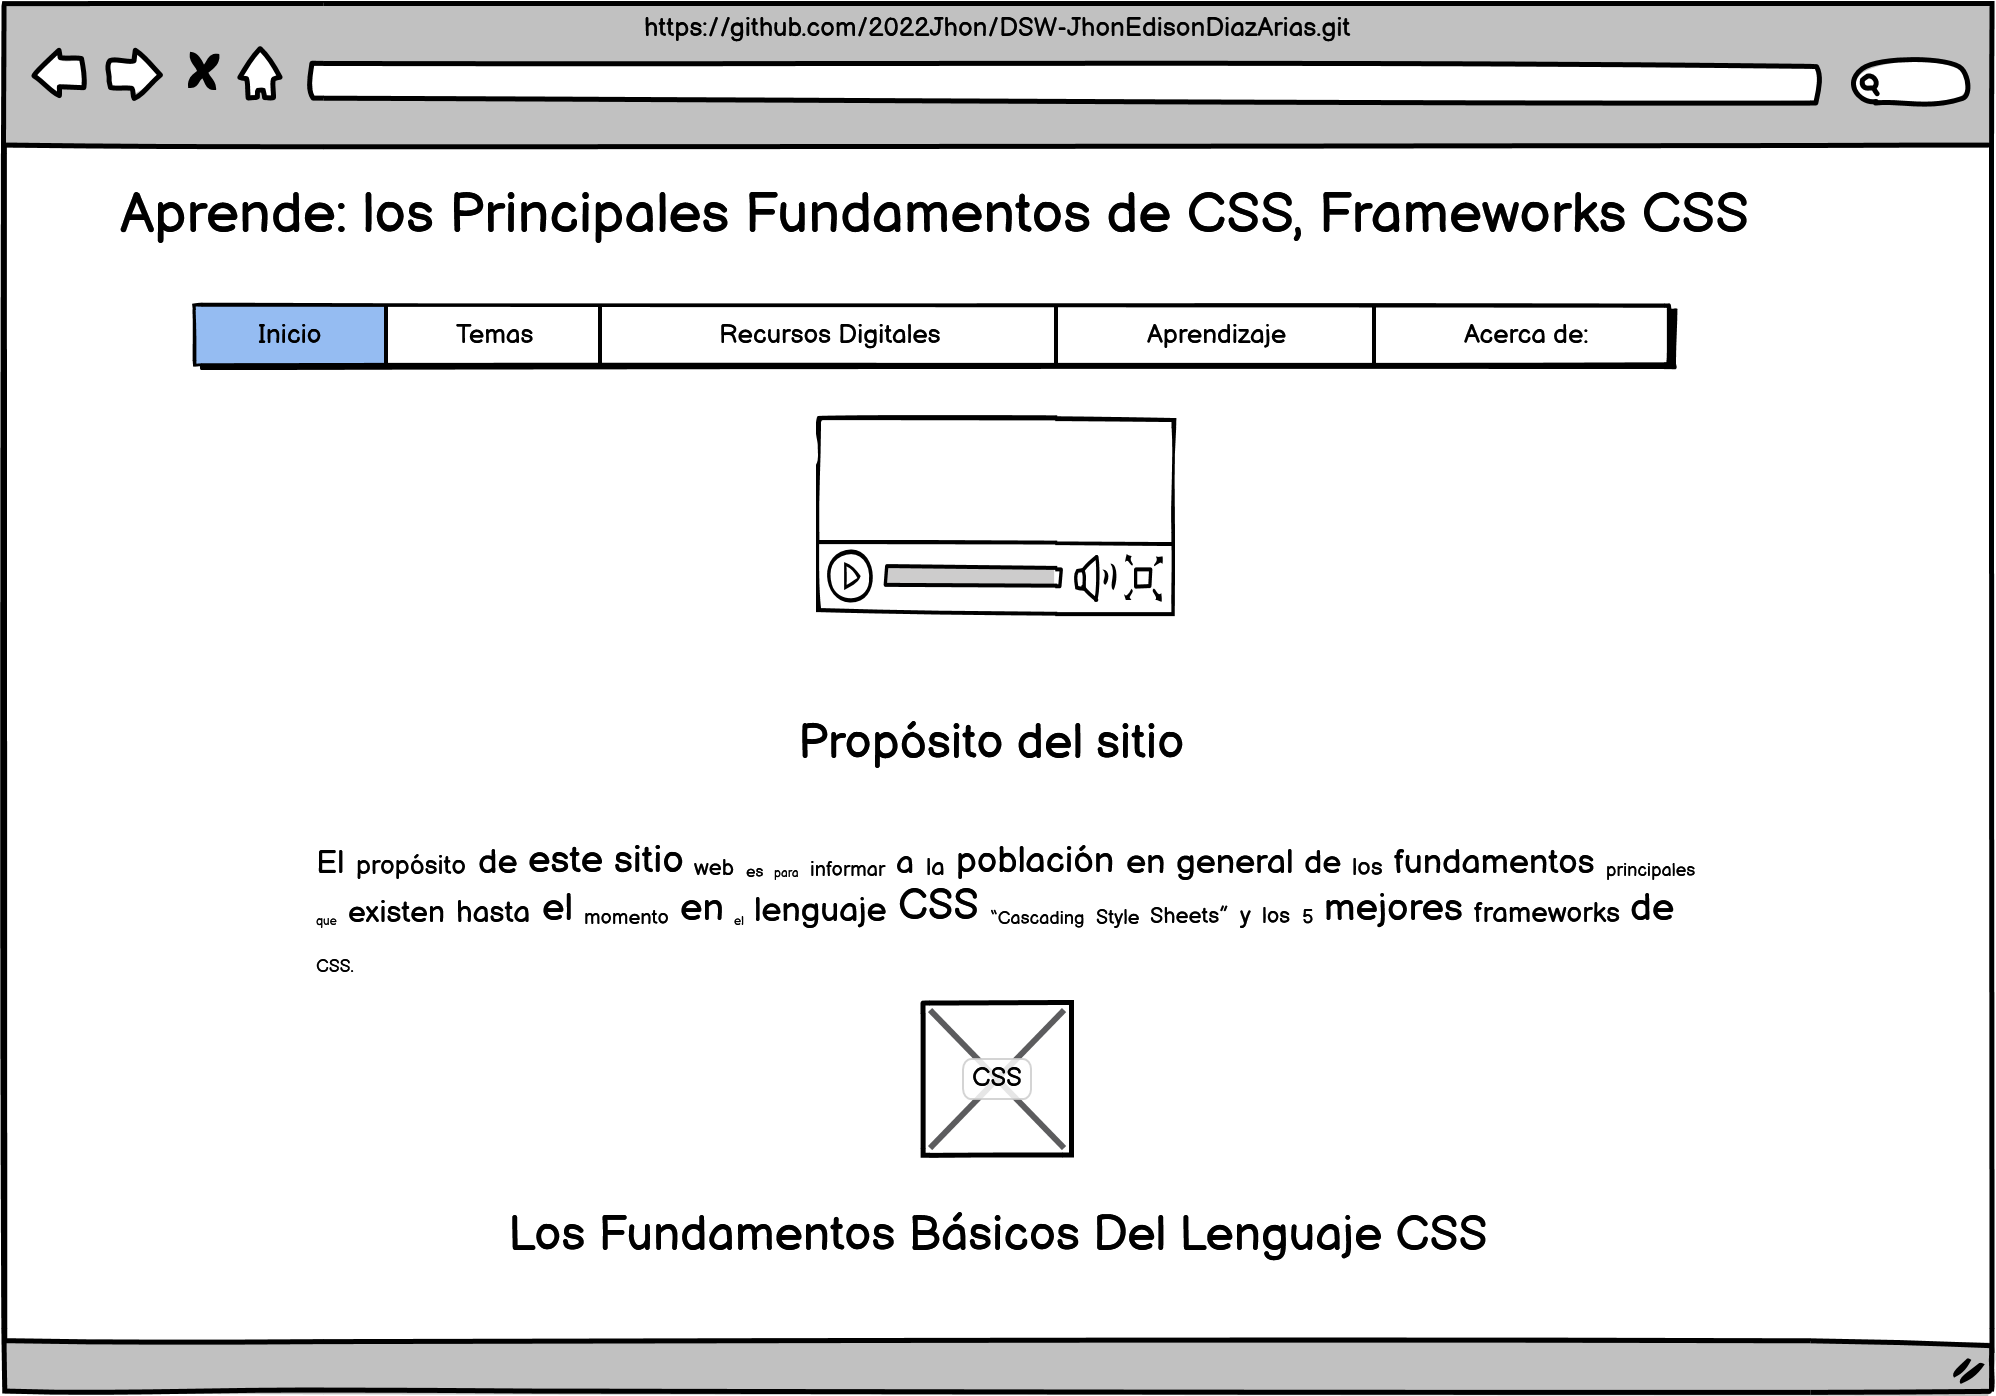 https://github.com/2022Jhon/DSW-JhonEdisonDiazArias.git
Aprende: los Principales Fundamentos de CSS, Frameworks CSS
Inicio Temas Recursos Digitales Aprendizaje Acerca de:
Propósito del sitio
El propósito de este sitio web es para informar a la población en general de los fundamentos principales
que existen hasta el momento en el lenguaje CSS "Cascading Style Sheets" y los 5 mejores frameworks de
CSS.
CSS
Los Fundamentos Básicos Del Lenguaje CSS